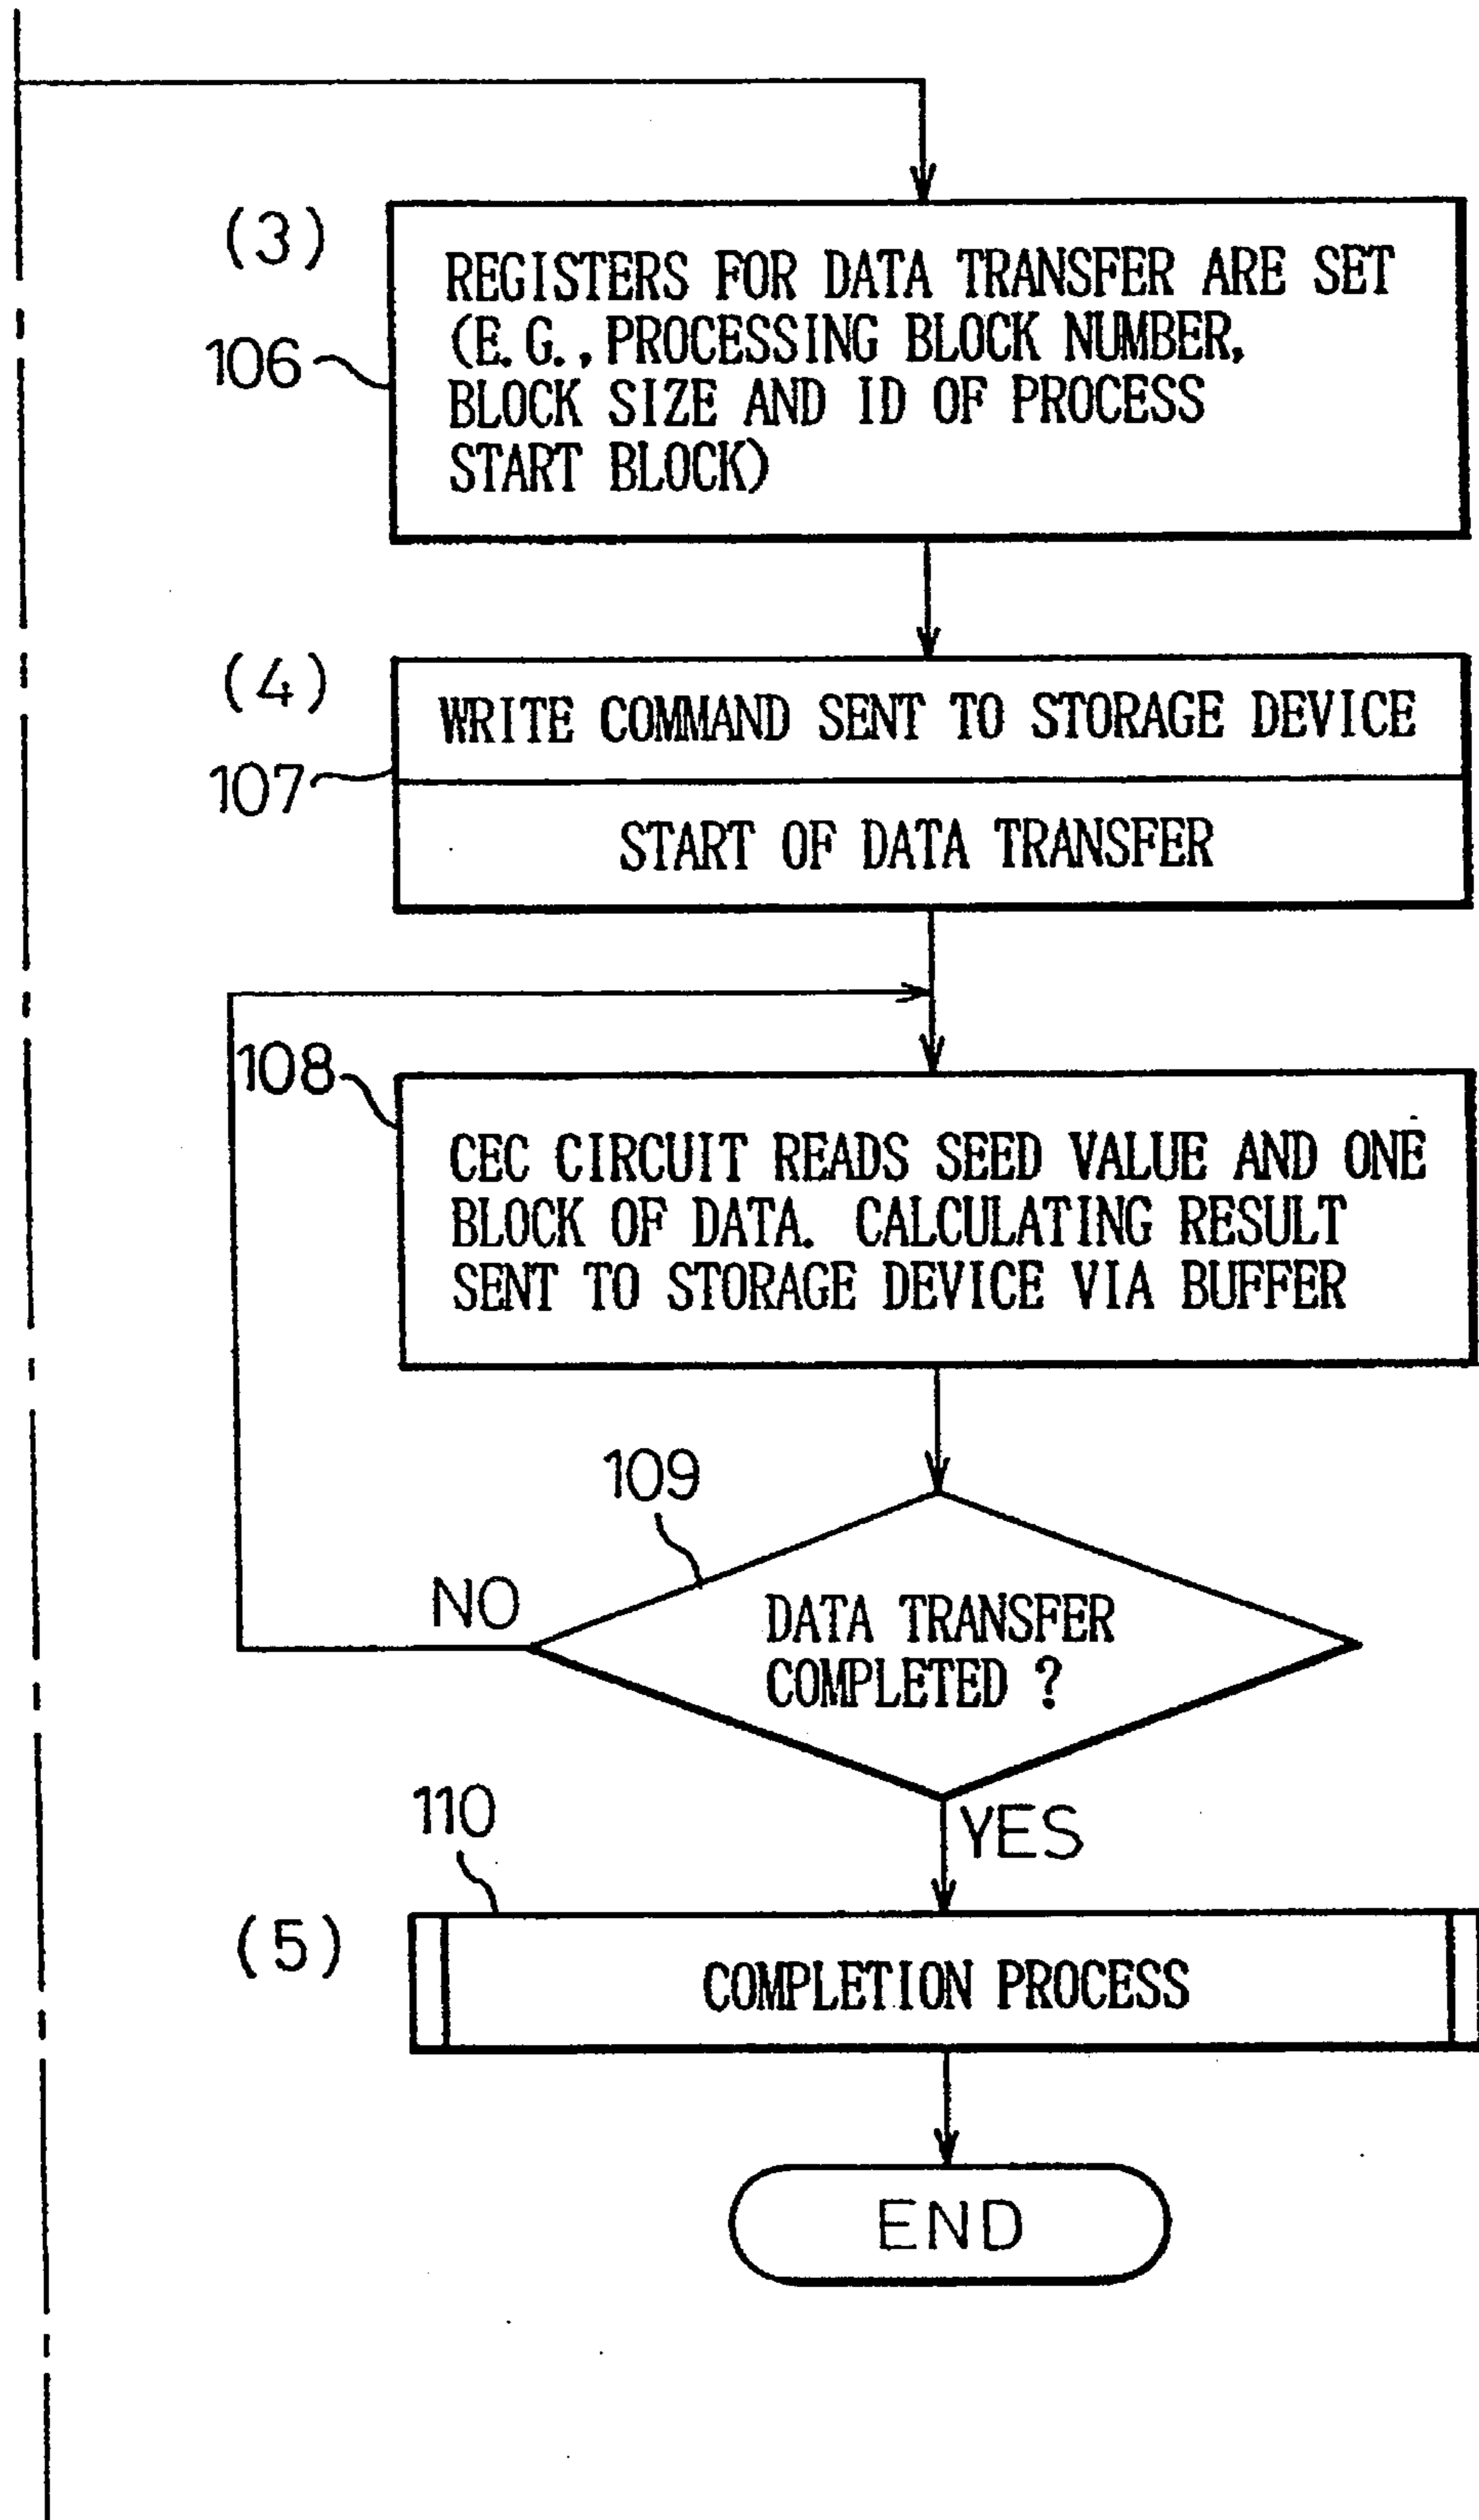 (3)
REGISTERS FOR DATA TRANSFER ARE SET
(E.G., PROCESSING BLOCK NUMBER,
BLOCK SIZE AND ID OF PROCESS
START BLOCK)
106
(4)
WRITE COMMAND SENT TO STORAGE DEVICE
107
START OF DATA TRANSFER
108
CEC CIRCUIT READS SEED VALUE AND ONE
BLOCK OF DATA. CALCULATING RESULT
SENT TO STORAGE DEVICE VIA BUFFER
109
NO
DATA TRANSFER
COMPLETED ?
YES
110
(5)
COMPLETION PROCESS
END